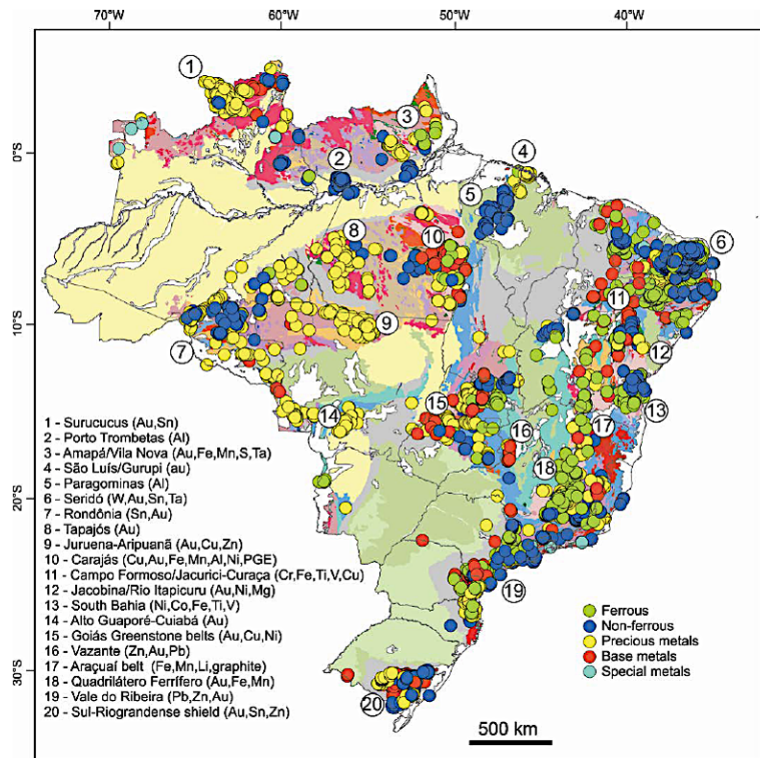 70°W 60°W 50°W 40°W
0°S
10°S
20°S
30°S
1
2
3
4
5
6
7
8
9
10
11
12
13
14
15
16
17
18
19
20
1 - Surucucus (Au,Sn)
2 - Porto Trombetas (Al)
3 - Amapá/Vila Nova (Au,Fe,Mn,S,Ta)
4 - São Luís/Gurupi (au)
5 - Paragominas (Al)
6 - Seridó (W,Au,Sn,Ta)
7 - Rondônia (Sn,Au)
8 - Tapajós (Au)
9 - Juruena-Aripuanã (Au,Cu,Zn)
10 - Carajás (Cu,Au,Fe,Mn,Al,Ni,PGE)
11 - Campo Formoso/Jacurici-Curaça (Cr,Fe,Ti,V,Cu)
12 - Jacobina/Rio Itapicuru (Au,Ni,Mg)
13 - South Bahia (Ni,Co,Fe,Ti,V)
14 - Alto Guaporé-Cuiabá (Au)
15 - Goiás Greenstone belts (Au,Cu,Ni)
16 - Vazante (Zn,Au,Pb)
17 - Araçuaí belt (Fe,Mn,Li,graphite)
18 - Quadrilátero Ferrífero (Au,Fe,Mn)
19 - Vale do Ribeira (Pb,Zn,Au)
20 - Sul-Riograndense shield (Au,Sn,Zn)
Ferrous
Non-ferrous
Precious metals
Base metals
Special metals
500 km